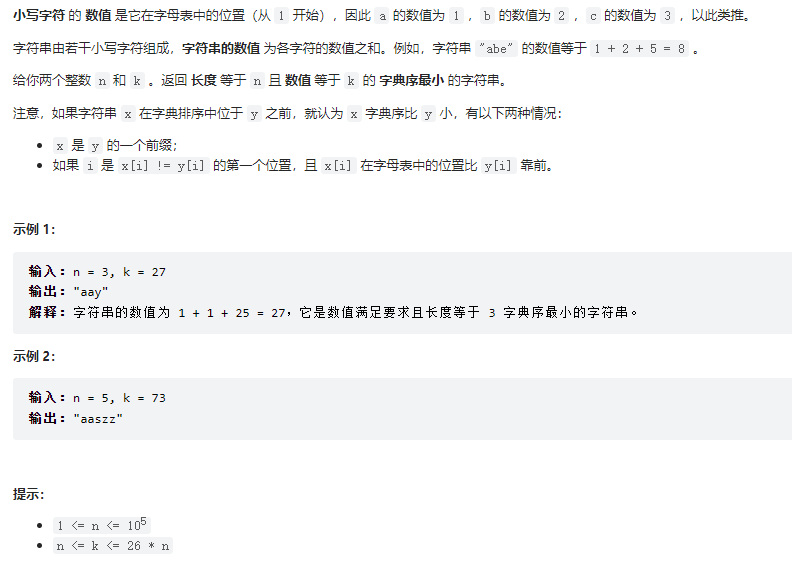 小写字符 的 数值 是它在字母表中的位置（从 1 开始），因此 a 的数值为 1 ，b 的数值为 2 ，c 的数值为 3 ，以此类推。
字符串由若干小写字符组成，字符串的数值 为各字符的数值之和。例如，字符串 "abe" 的数值等于 1 + 2 + 5 = 8 。
给你两个整数 n 和 k 。返回 长度 等于 n 且 数值 等于 k 的 字典序最小 的字符串。
注意，如果字符串 x 在字典排序中位于 y 之前，就认为 x 字典序比 y 小，有以下两种情况：
• x 是 y 的一个前缀；
• 如果 i 是 x[i] != y[i] 的第一个位置，且 x[i] 在字母表中的位置比 y[i] 靠前。
示例 1：
输入：n = 3, k = 27
输出："aay"
解释：字符串的数值为 1 + 1 + 25 = 27，它是数值满足要求且长度等于 3 字典序最小的字符串。
示例 2：
输入：n = 5, k = 73
输出："aaszz"
提示：
• 1 <= n <= 10⁵
• n <= k <= 26 * n